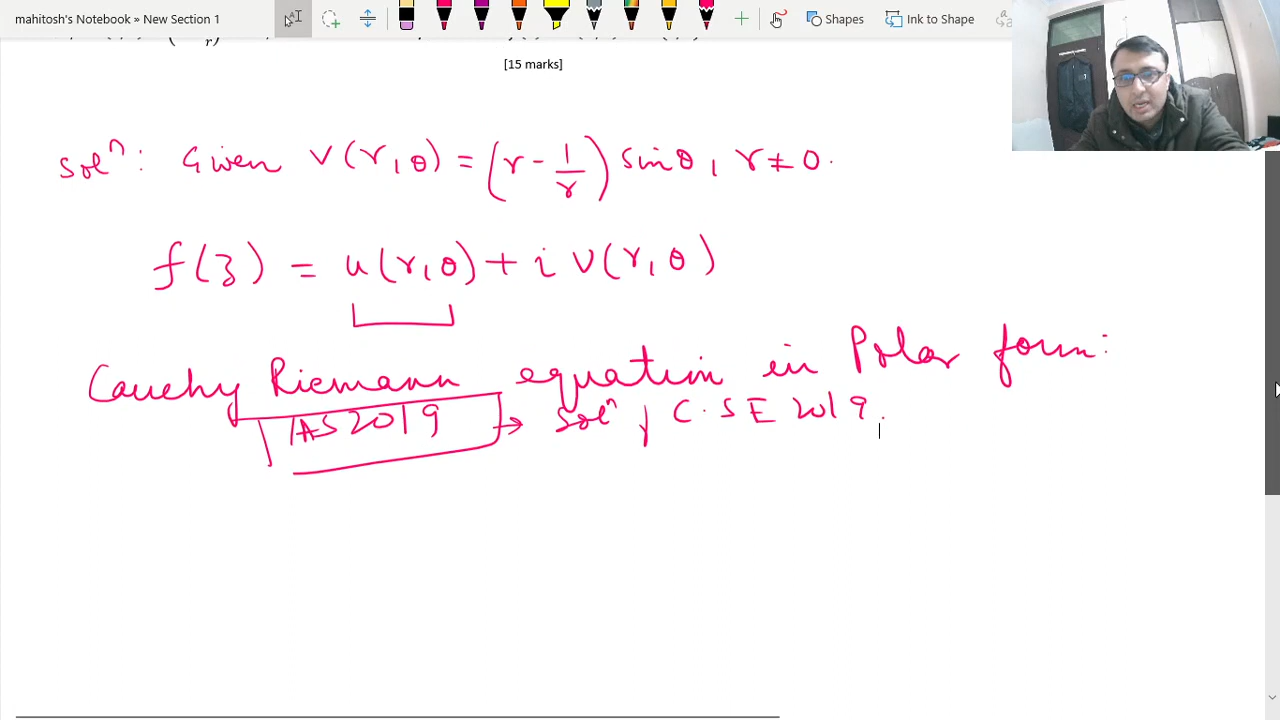 mahitosh's Notebook » New Section 1
Shapes
Ink to Shape
[15 marks]
Solⁿ: Given v(r,θ) = (r - 1/r) sinθ, r ≠ 0.
f(z) = u(r,θ) + i v(r,θ)
Cauchy Riemann equation in Polar form:
IAS 2019 → Solⁿ of C.S E 2019.